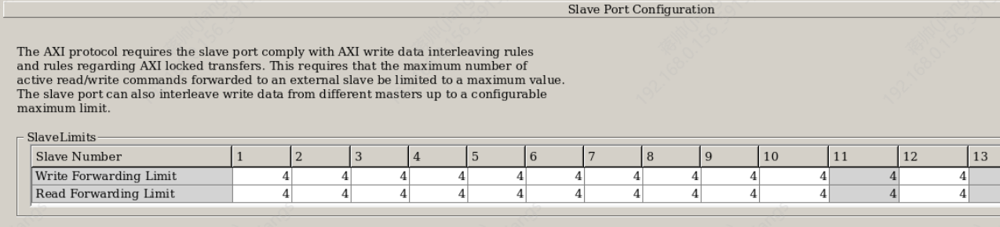 Slave Port Configuration
The AXI protocol requires the slave port comply with AXI write data interleaving rules
and rules regarding AXI locked transfers. This requires that the maximum number of
active read/write commands forwarded to an external slave be limited to a maximum value.
The slave port can also interleave write data from different masters up to a configurable
maximum limit.
SlaveLimits
Slave Number 1 2 3 4 5 6 7 8 9 10 11 12 13
Write Forwarding Limit 4 4 4 4 4 4 4 4 4 4 4 4
Read Forwarding Limit 4 4 4 4 4 4 4 4 4 4 4 4